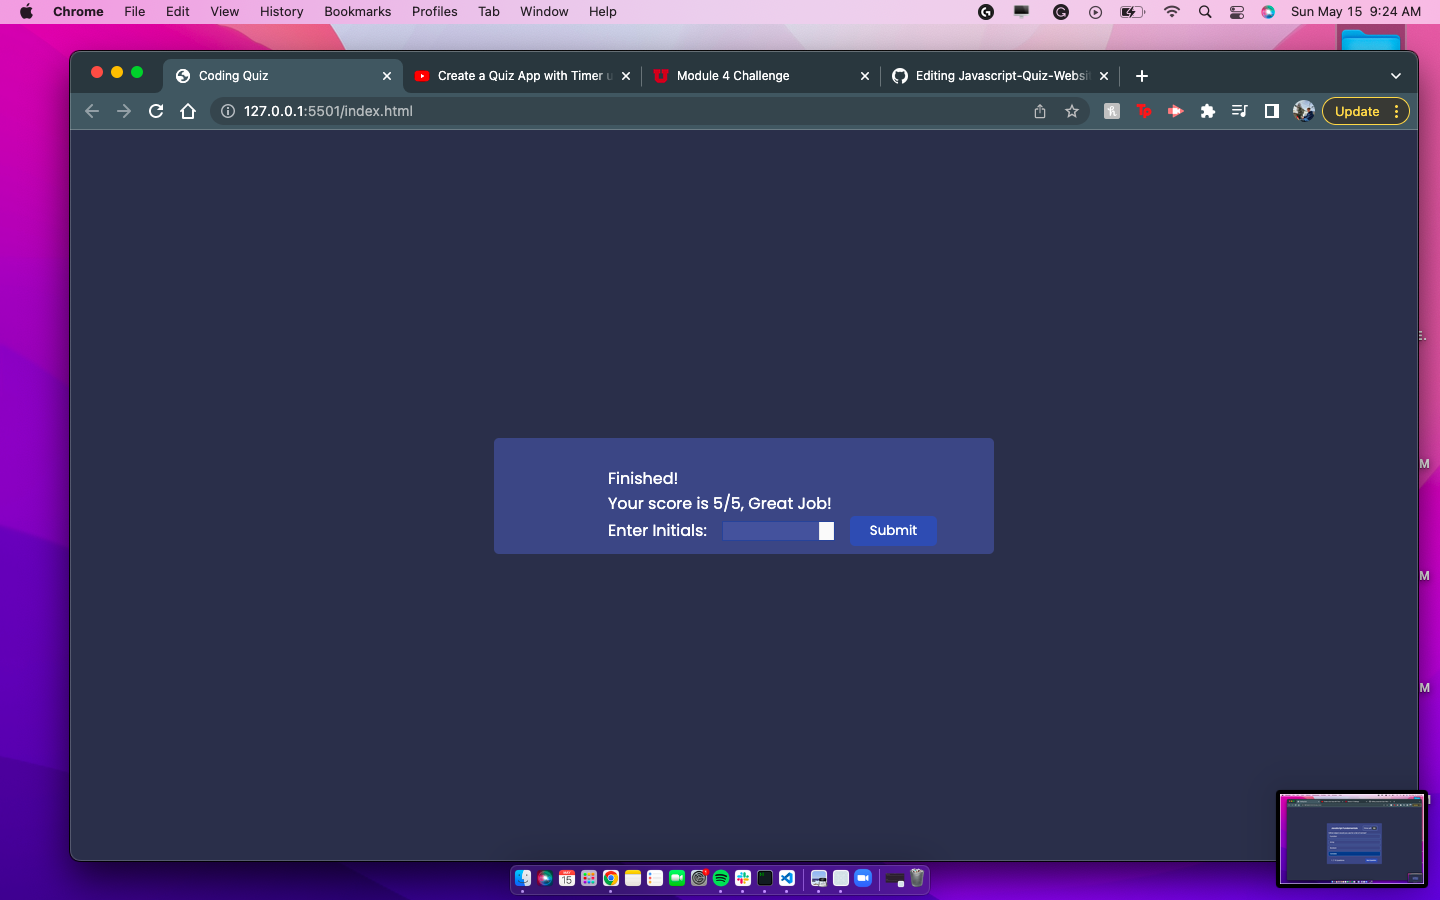 Chrome File Edit View History Bookmarks Profiles Tab Window Help Sun May 15 9:24 AM
Coding Quiz
Create a Quiz App with Timer u
Module 4 Challenge
Editing Javascript-Quiz-Websi
127.0.0.1:5501/index.html
Update
Finished!
Your score is 5/5, Great Job!
Enter Initials:
Submit
E.
M
M
M
15